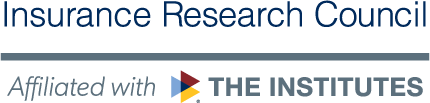 Insurance Research Council
Affiliated with THE INSTITUTES